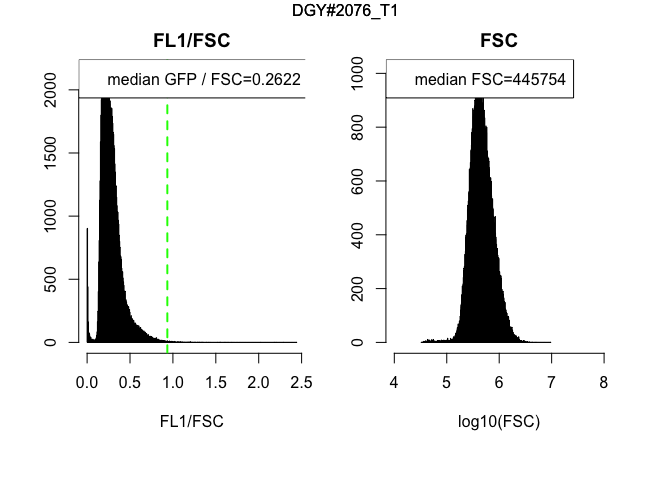 DGY#2076_T1
FL1/FSC
FSC
median GFP / FSC=0.2622
median FSC=445754
2000
1500
1000
500
0
1000
800
600
400
200
0
0.0 0.5 1.0 1.5 2.0 2.5
4 5 6 7 8
FL1/FSC
log10(FSC)